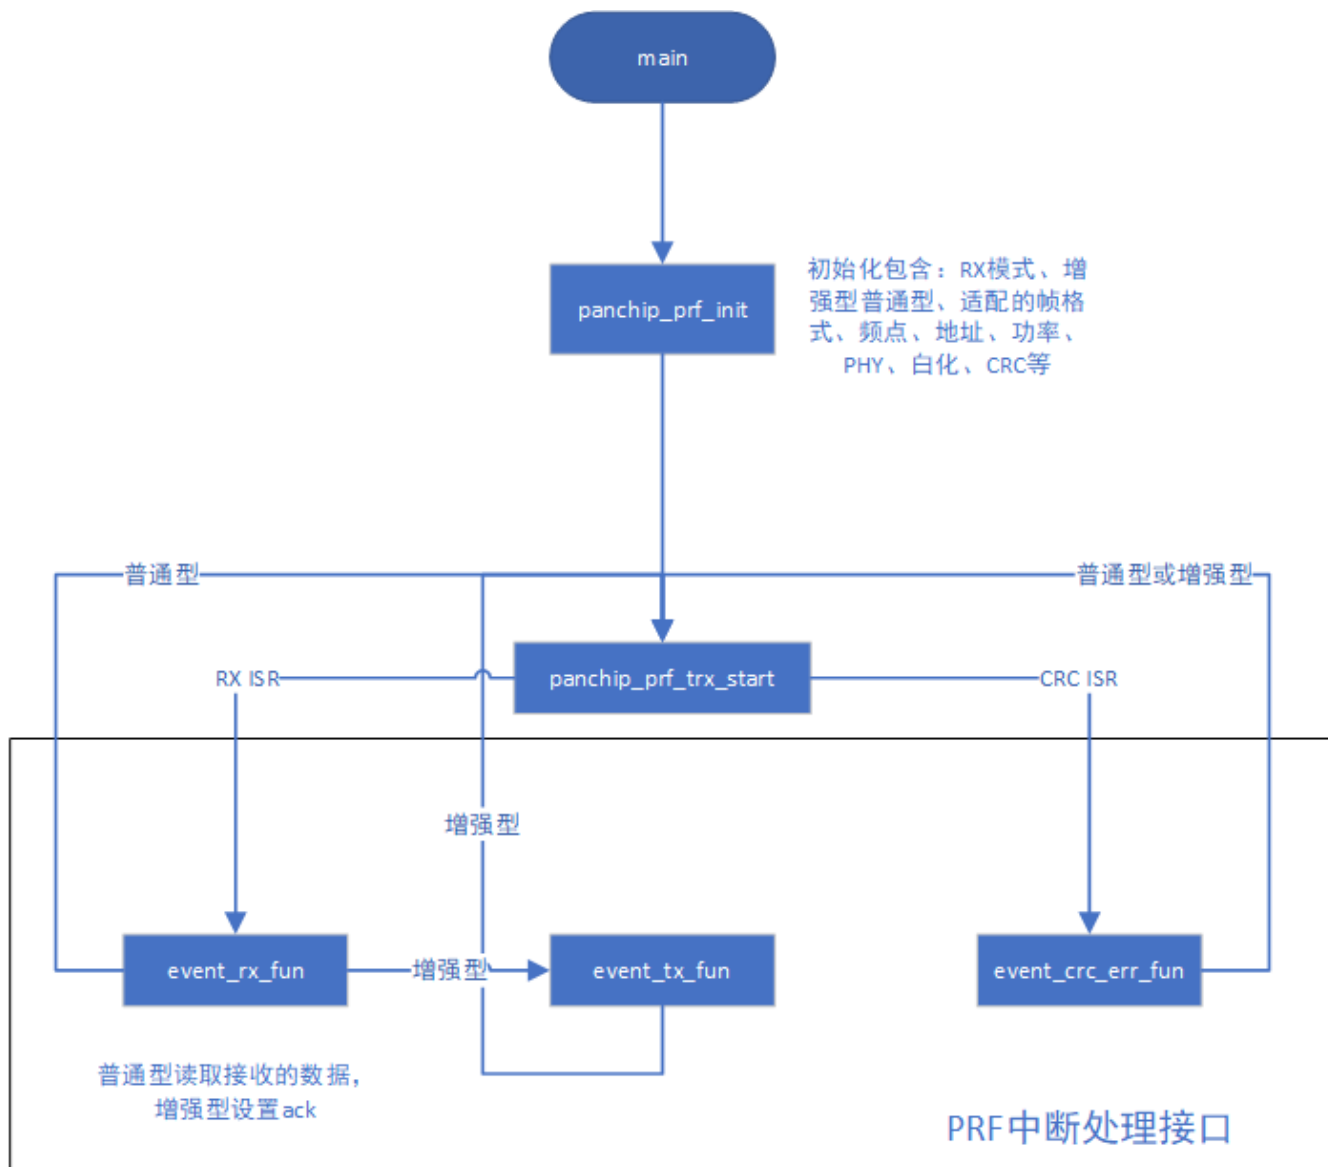 main
panchip_prf_init
初始化包含：RX模式、增
强型普通型、适配的帧格
式、频点、地址、功率、
PHY、白化、CRC等
普通型
普通型或增强型
RX ISR
panchip_prf_trx_start
CRC ISR
增强型
event_rx_fun
增强型
event_tx_fun
event_crc_err_fun
普通型读取接收的数据，
增强型设置ack
PRF中断处理接口